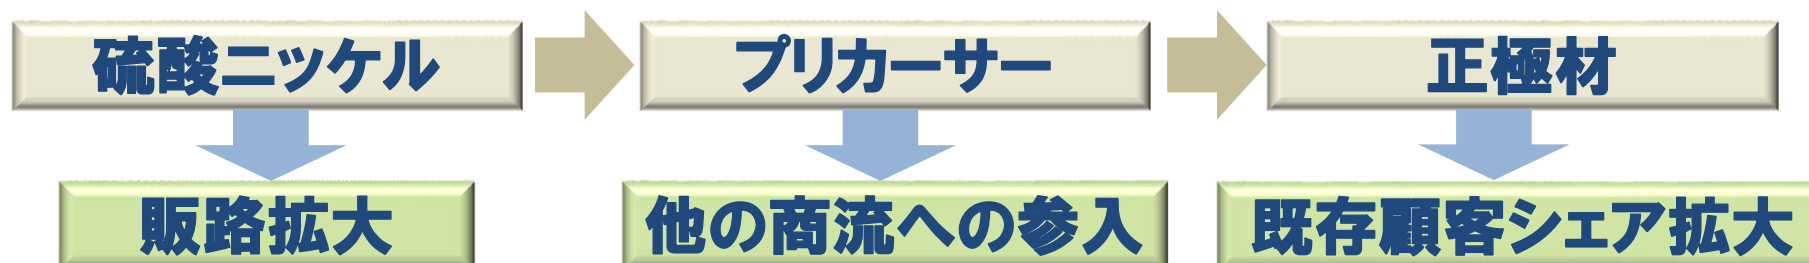 硫酸ニッケル
プリカーサー
正極材
販路拡大
他の商流への参入
既存顧客シェア拡大